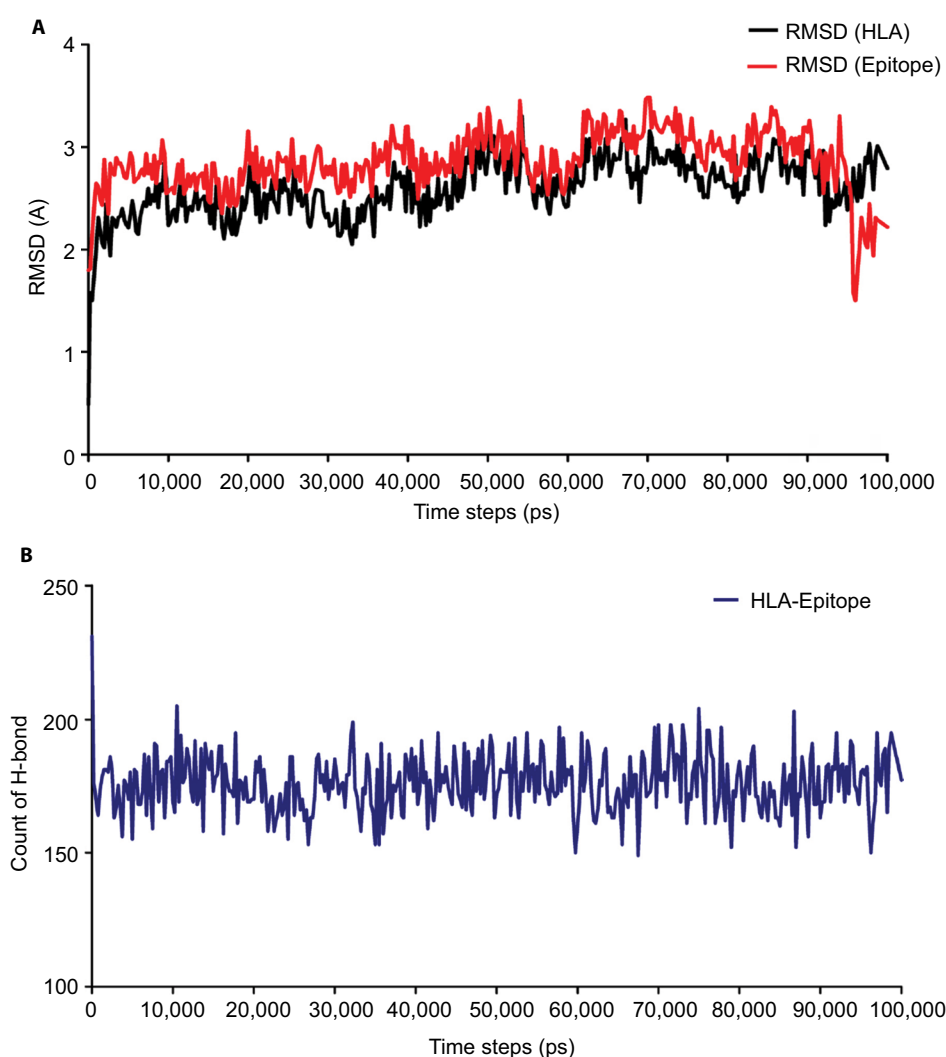 A
RMSD (HLA)
RMSD (Epitope)
4
3
2
1
0
RMSD (A)
0 10,000 20,000 30,000 40,000 50,000 60,000 70,000 80,000 90,000 100,000
Time steps (ps)
B
HLA-Epitope
250
200
150
100
Count of H-bond
0 10,000 20,000 30,000 40,000 50,000 60,000 70,000 80,000 90,000 100,000
Time steps (ps)